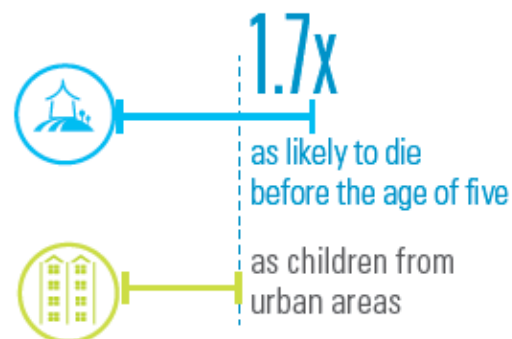 1.7x
as likely to die
before the age of five
as children from
urban areas